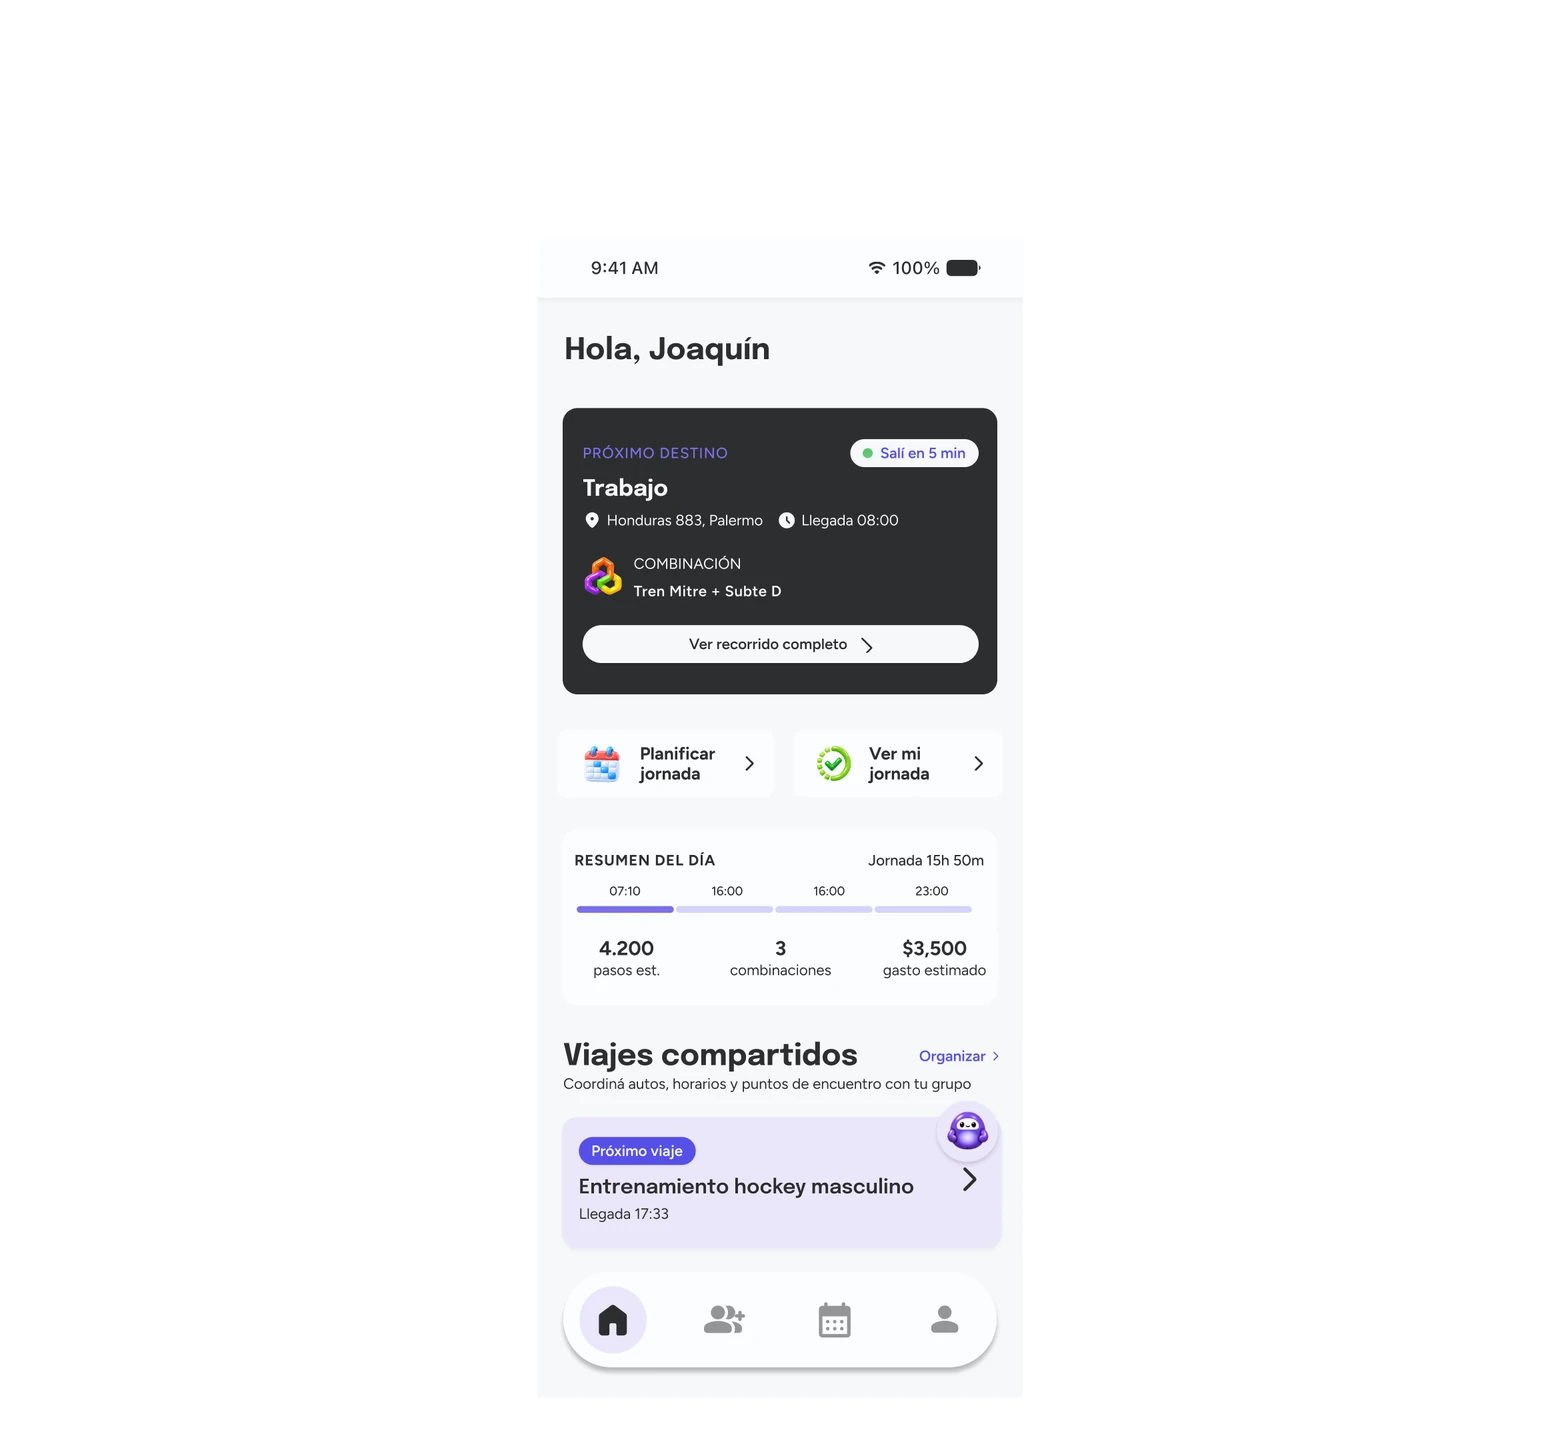 9:41 AM
100%
Hola, Joaquín
PRÓXIMO DESTINO
Salí en 5 min
Trabajo
Honduras 883, Palermo
Llegada 08:00
COMBINACIÓN
Tren Mitre + Subte D
Ver recorrido completo
Planificar
jornada
Ver mi
jornada
RESUMEN DEL DÍA
Jornada 15h 50m
07:10
16:00
16:00
23:00
4.200
3
$3,500
pasos est.
combinaciones
gasto estimado
Viajes compartidos
Organizar
Coordiná autos, horarios y puntos de encuentro con tu grupo
Próximo viaje
Entrenamiento hockey masculino
Llegada 17:33